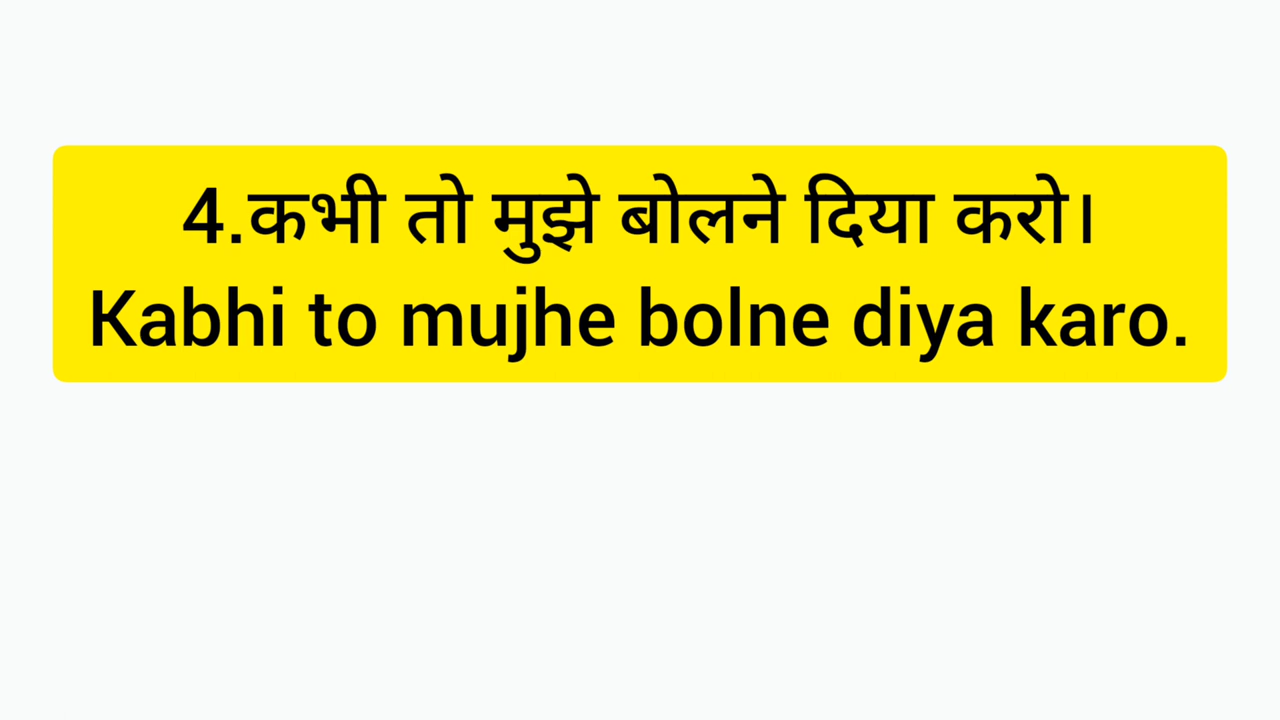 4.कभी तो मुझे बोलने दिया करो।
Kabhi to mujhe bolne diya karo.